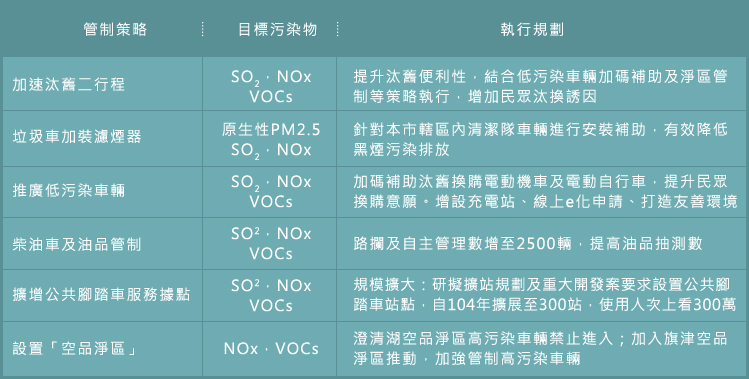 管制策略 目標污染物 執行規劃
加速汰舊二行程
SO₂，NOx
VOCs
提升汰舊便利性，結合低污染車輛加碼補助及淨區管
制等策略執行，增加民眾汰換誘因
垃圾車加裝濾煙器
原生性PM2.5
SO₂，NOx
針對本市轄區內清潔隊車輛進行安裝補助，有效降低
黑煙污染排放
推廣低污染車輛
SO₂，NOx
VOCs
加碼補助汰舊換購電動機車及電動自行車，提升民眾
換購意願。增設充電站、線上e化申請、打造友善環境
柴油車及油品管制
SO²，NOx
VOCs
路攔及自主管理數增至2500輛，提高油品抽測數
擴增公共腳踏車服務據點
SO²，NOx
VOCs
規模擴大：研擬擴站規劃及重大開發案要求設置公共腳
踏車站點，自104年擴展至300站，使用人次上看300萬
設置「空品淨區」
NOx，VOCs
澄清湖空品淨區高污染車輛禁止進入；加入旗津空品
淨區推動，加強管制高污染車輛